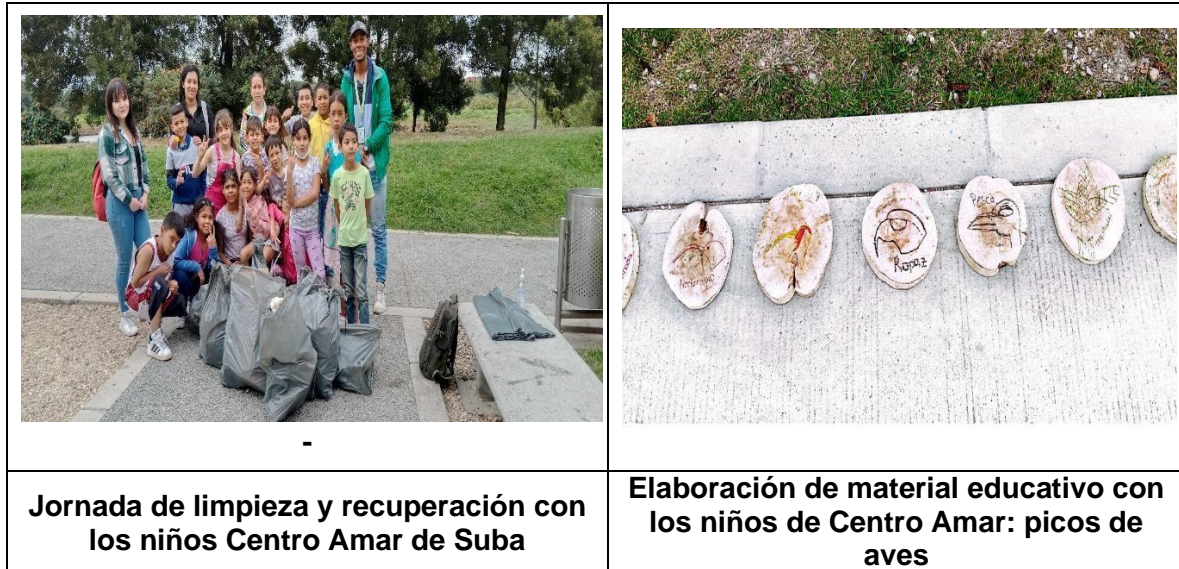 -
Jornada de limpieza y recuperación con
los niños Centro Amar de Suba
Rapaz
Pesca
Elaboración de material educativo con
los niños de Centro Amar: picos de
aves